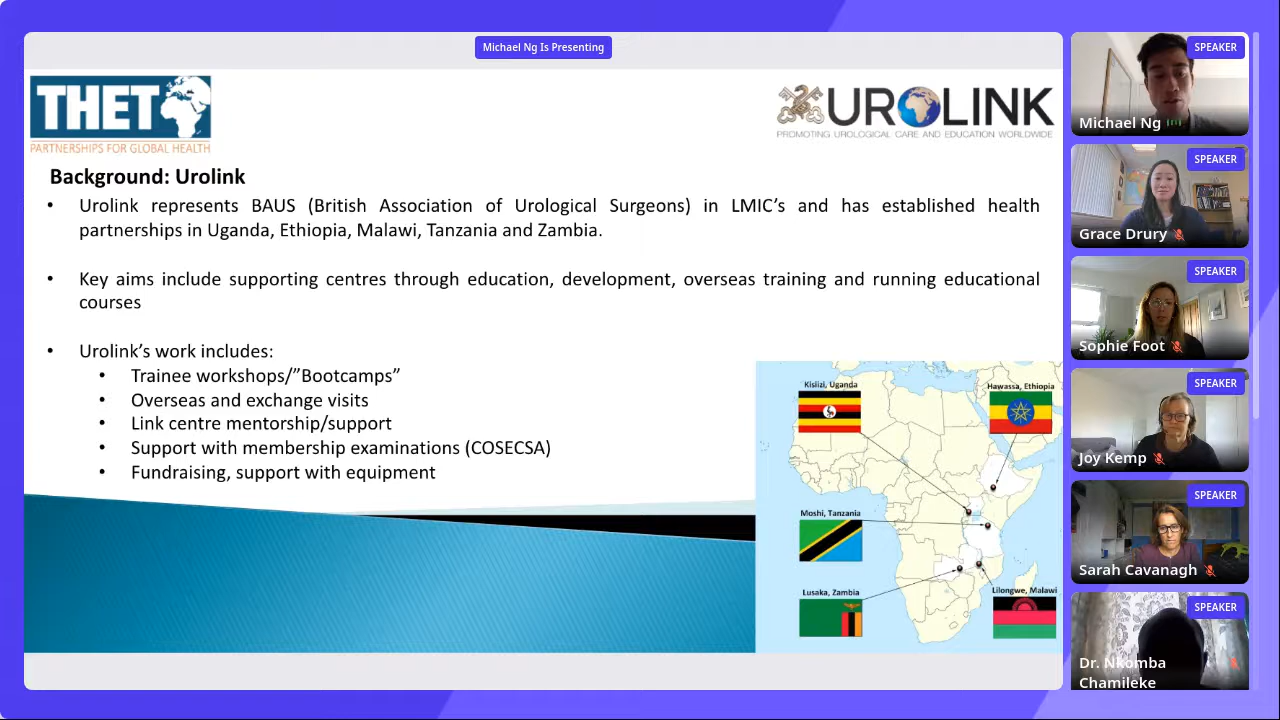 Michael Ng Is Presenting
THET
PARTNERSHIPS FOR GLOBAL HEALTH
UROLINK
PROMOTING UROLOGICAL CARE AND EDUCATION WORLDWIDE
Background: Urolink
• Urolink represents BAUS (British Association of Urological Surgeons) in LMIC’s and has established health
partnerships in Uganda, Ethiopia, Malawi, Tanzania and Zambia.
• Key aims include supporting centres through education, development, overseas training and running educational
courses
• Urolink’s work includes:
• Trainee workshops/”Bootcamps”
• Overseas and exchange visits
• Link centre mentorship/support
• Support with membership examinations (COSECSA)
• Fundraising, support with equipment
Kisiizi, Uganda
Hawassa, Ethiopia
Moshi, Tanzania
Lusaka, Zambia
Lilongwe, Malawi
SPEAKER
Michael Ng
SPEAKER
Grace Drury
SPEAKER
Sophie Foot
SPEAKER
Joy Kemp
SPEAKER
Sarah Cavanagh
SPEAKER
Dr. Nkomba
Chamileke